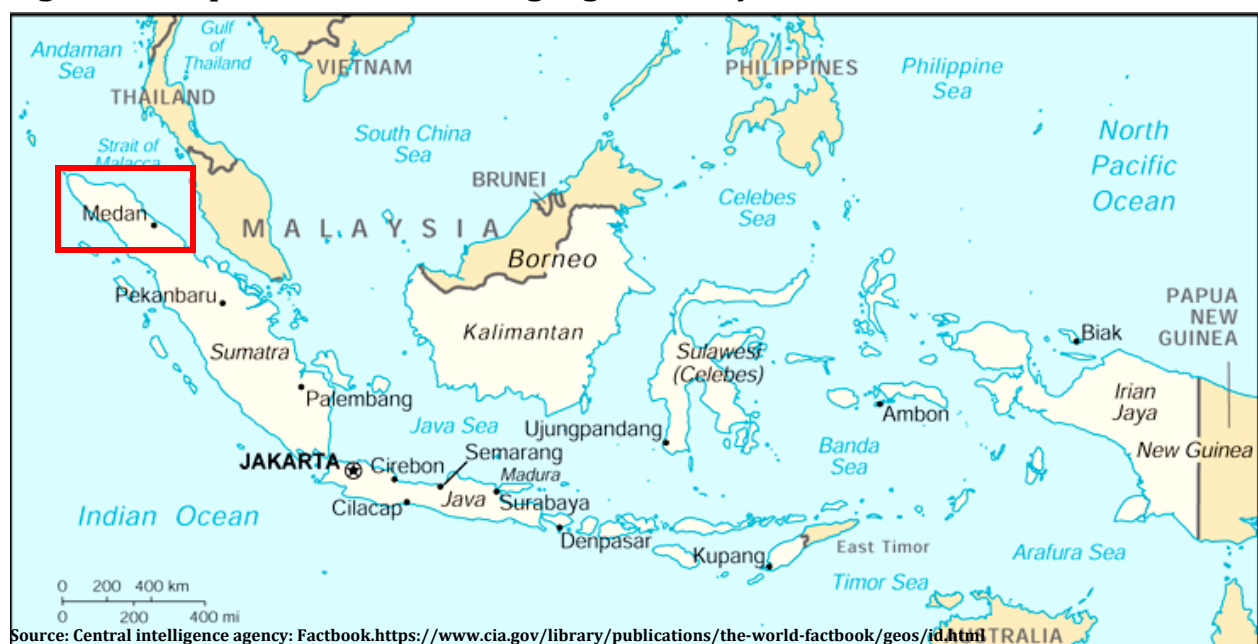 Andaman
Sea
Gulf
of
Thailand
VIETNAM
PHILIPPINES
Philippine
Sea
THAILAND
Strait of
Malacca
South China
Sea
North
Pacific
Ocean
BRUNEI
Celebes
Sea
Medan
MALAYSIA
Borneo
Pekanbaru
PAPUA
NEW
GUINEA
Kalimantan
Biak
Sumatra
Sulawesi
(Celebes)
Irian
Jaya
Palembang
Ambon
Java Sea
Ujungpandang
New Guinea
Semarang
Banda
Sea
JAKARTA
Cirebon
Madura
Cilacap
Java
Surabaya
Indian Ocean
Denpasar
Kupang
East Timor
Arafura Sea
Timor Sea
0 200 400 km
0 200 400 mi
Source: Central intelligence agency: Factbook.https://www.cia.gov/library/publications/the-world-factbook/geos/id.html